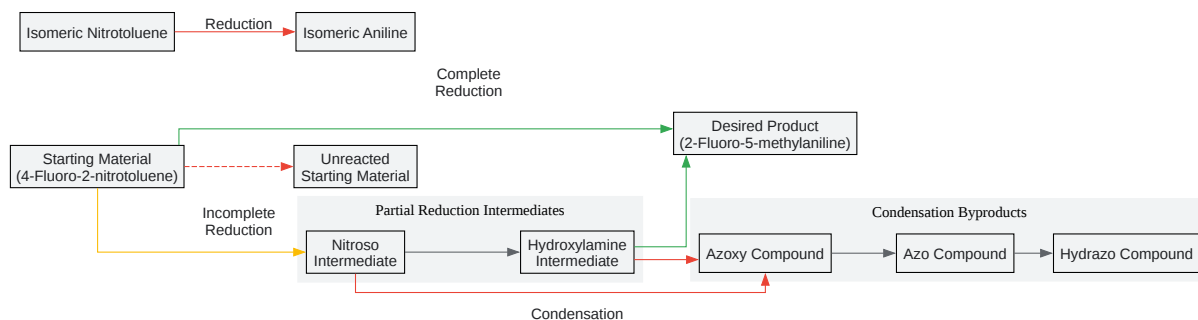 Isomeric Nitrotoluene
Reduction
Isomeric Aniline
Complete
Reduction
Desired Product
(2-Fluoro-5-methylaniline)
Starting Material
(4-Fluoro-2-nitrotoluene)
Unreacted
Starting Material
Incomplete
Reduction
Partial Reduction Intermediates
Condensation Byproducts
Nitroso
Intermediate
Hydroxylamine
Intermediate
Azoxy Compound
Azo Compound
Hydrazo Compound
Condensation